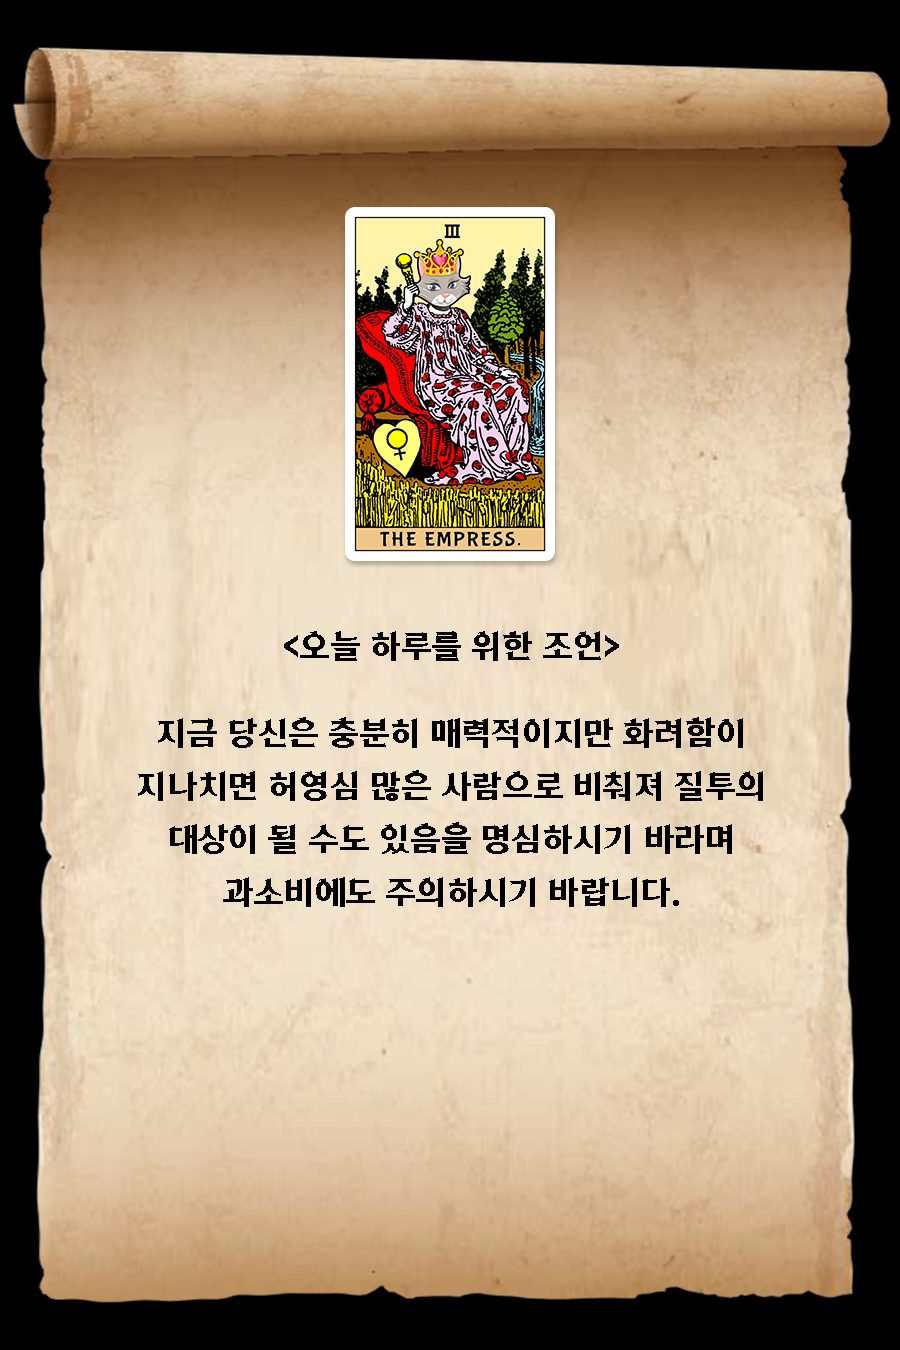 III
THE EMPRESS.
<오늘 하루를 위한 조언>
지금 당신은 충분히 매력적이지만 화려함이
지나치면 허영심 많은 사람으로 비춰져 질투의
대상이 될 수도 있음을 명심하시기 바라며
과소비에도 주의하시기 바랍니다.